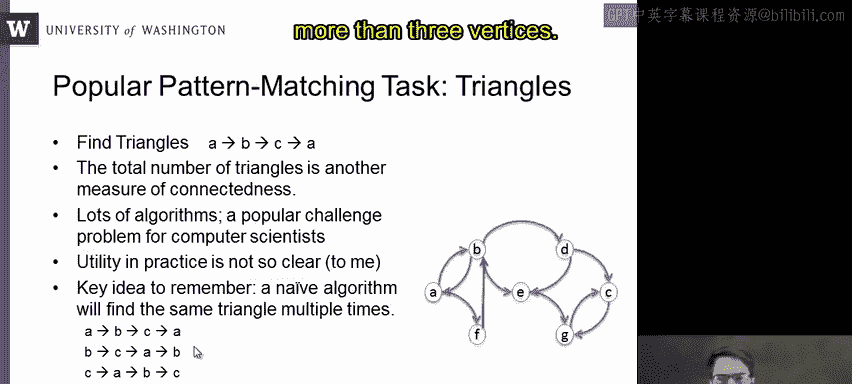 more than three vertices.
GPT中英字幕课程资源@bilibili.com
W UNIVERSITY of WASHINGTON
Popular Pattern-Matching Task: Triangles
• Find Triangles a → b → c → a
• The total number of triangles is another
measure of connectedness.
• Lots of algorithms; a popular challenge
problem for computer scientists
• Utility in practice is not so clear (to me)
• Key idea to remember: a naïve algorithm
will find the same triangle multiple times.
a → b → c → a
b → c → a → b
c → a → b → c
b d
a e c
f g